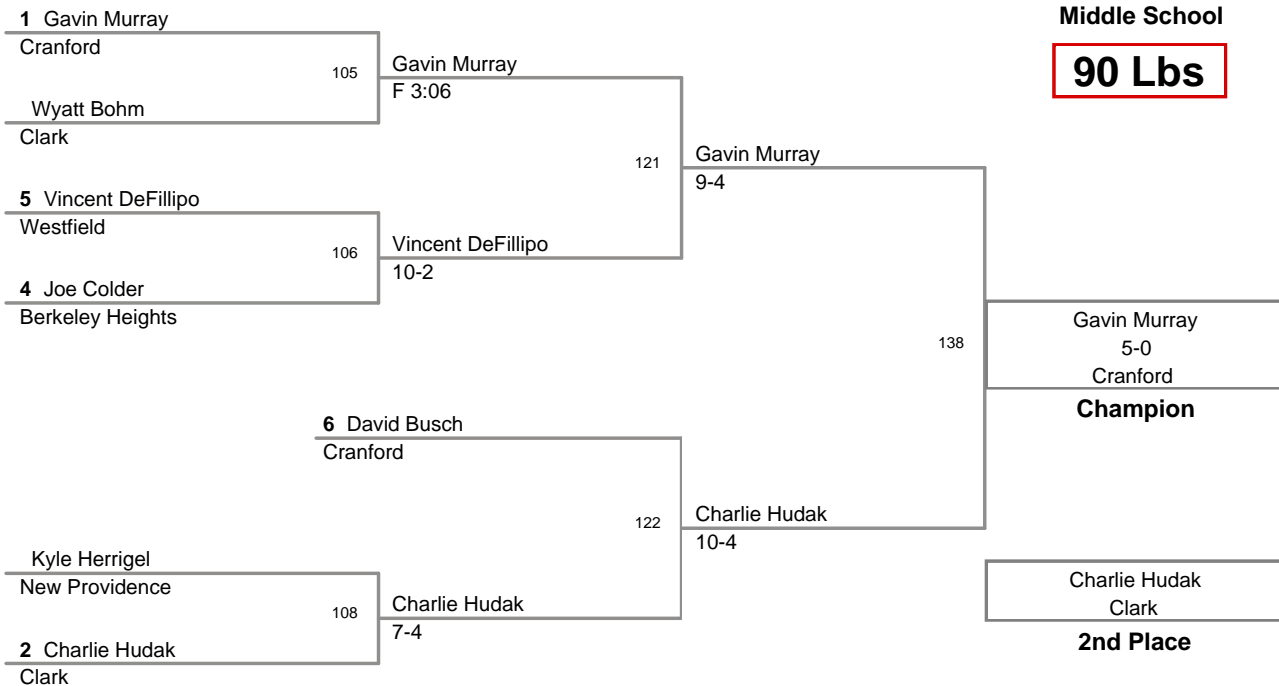 Middle School
90 Lbs
1 Gavin Murray
Cranford
105
Wyatt Bohm
Clark
Gavin Murray
F 3:06
5 Vincent DeFillipo
Westfield
106
4 Joe Colder
Berkeley Heights
Vincent DeFillipo
10-2
121
Gavin Murray
9-4
6 David Busch
Cranford
Kyle Herrigel
New Providence
108
2 Charlie Hudak
Clark
Charlie Hudak
7-4
122
Charlie Hudak
10-4
138
Gavin Murray
5-0
Cranford
Champion
Charlie Hudak
Clark
2nd Place